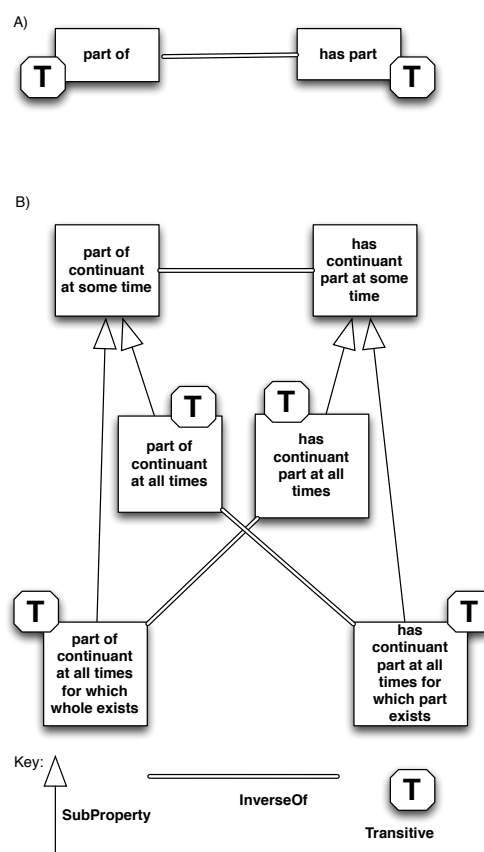 A)
part of
has part
T
T
B)
part of
continuant
at some time
has
continuant
part at some
time
T
T
part of
continuant
at all times
has
continuant
part at all
times
T
T
part of
continuant
at all times
for which
whole exists
has
continuant
part at all
times for
which part
exists
Key:
SubProperty
InverseOf
T
Transitive